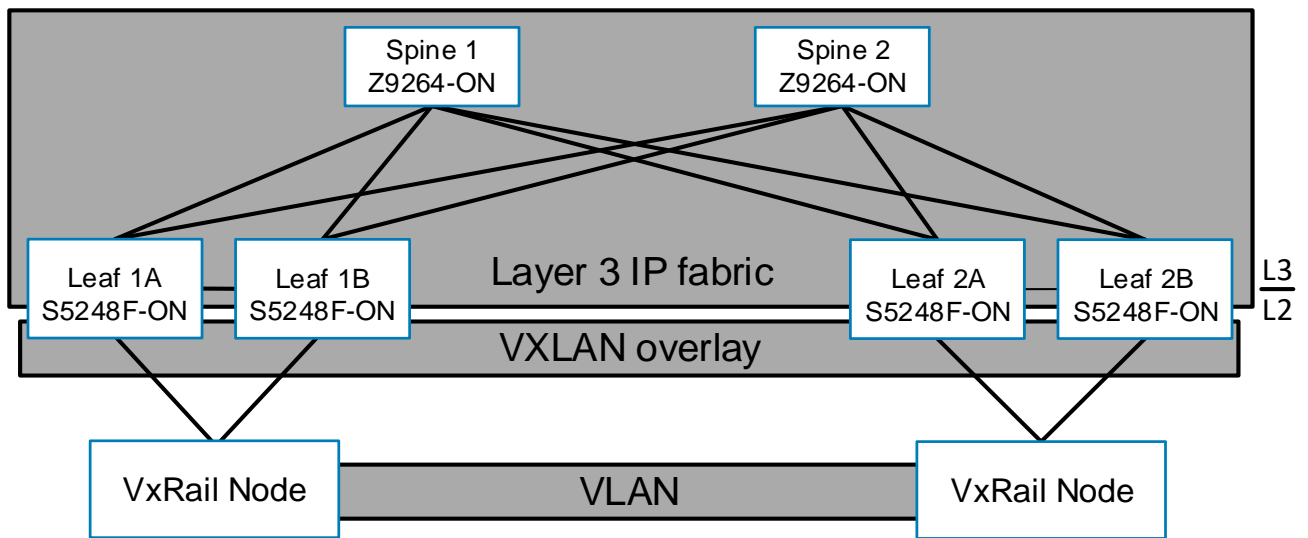 Spine 1
Z9264-ON
Spine 2
Z9264-ON
Leaf 1A
S5248F-ON
Leaf 1B
S5248F-ON
Layer 3 IP fabric
Leaf 2A
S5248F-ON
Leaf 2B
S5248F-ON
L3
L2
VXLAN overlay
VxRail Node
VLAN
VxRail Node